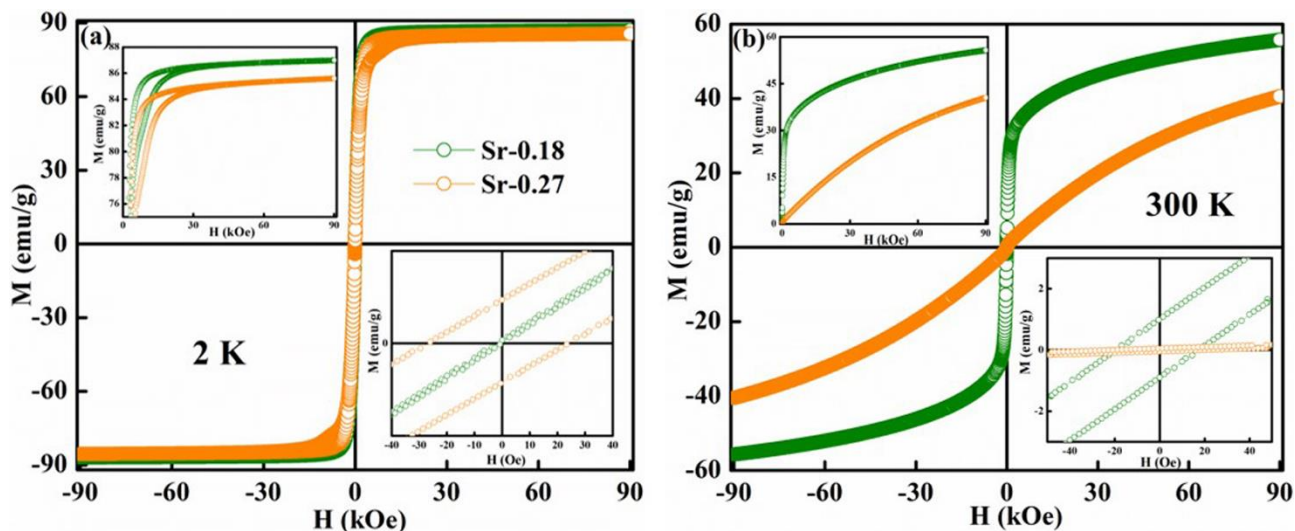 (a)
90
60
30
0
-30
-60
-90
M (emu/g)
-90 -60 -30 0 30 60 90
H (kOe)
88
86
84
82
80
78
76
M (emu/g)
0 30 60 90
H (kOe)
Sr-0.18
Sr-0.27
2 K
0
M (emu/g)
-40 -30 -20 -10 0 10 20 30 40
H (Oe)
(b)
60
40
20
0
-20
-40
-60
M (emu/g)
-90 -60 -30 0 30 60 90
H (kOe)
60
45
30
15
0
M (emu/g)
0 30 60 90
H (kOe)
300 K
2
0
-2
M (emu/g)
-40 -20 0 20 40
H (Oe)